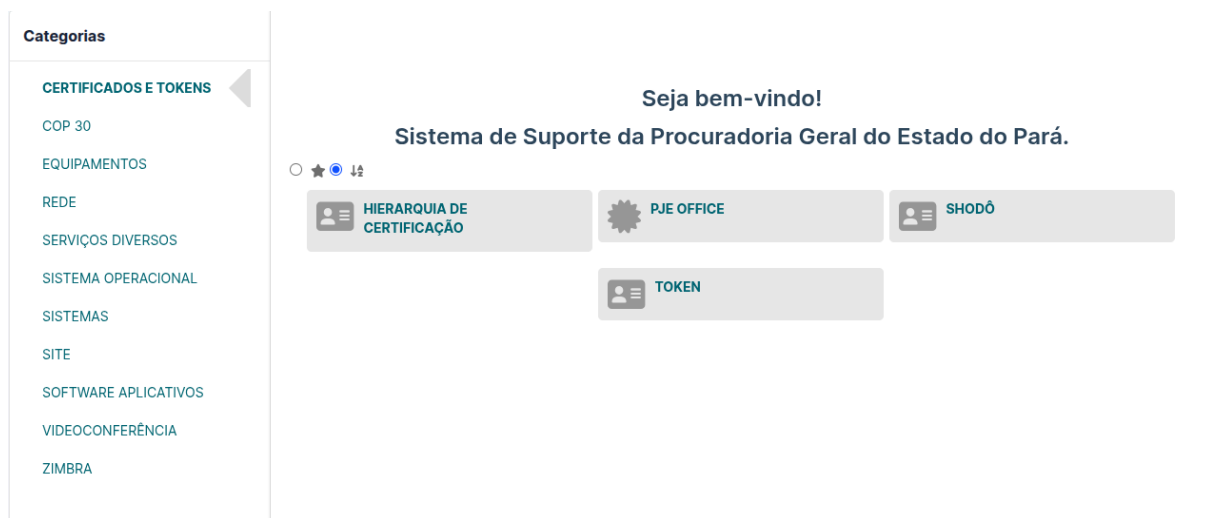 Categorias
CERTIFICADOS E TOKENS
COP 30
EQUIPAMENTOS
REDE
SERVIÇOS DIVERSOS
SISTEMA OPERACIONAL
SISTEMAS
SITE
SOFTWARE APLICATIVOS
VIDEOCONFERÊNCIA
ZIMBRA
Seja bem-vindo!
Sistema de Suporte da Procuradoria Geral do Estado do Pará.
HIERARQUIA DE
CERTIFICAÇÃO
PJE OFFICE
SHODÔ
TOKEN